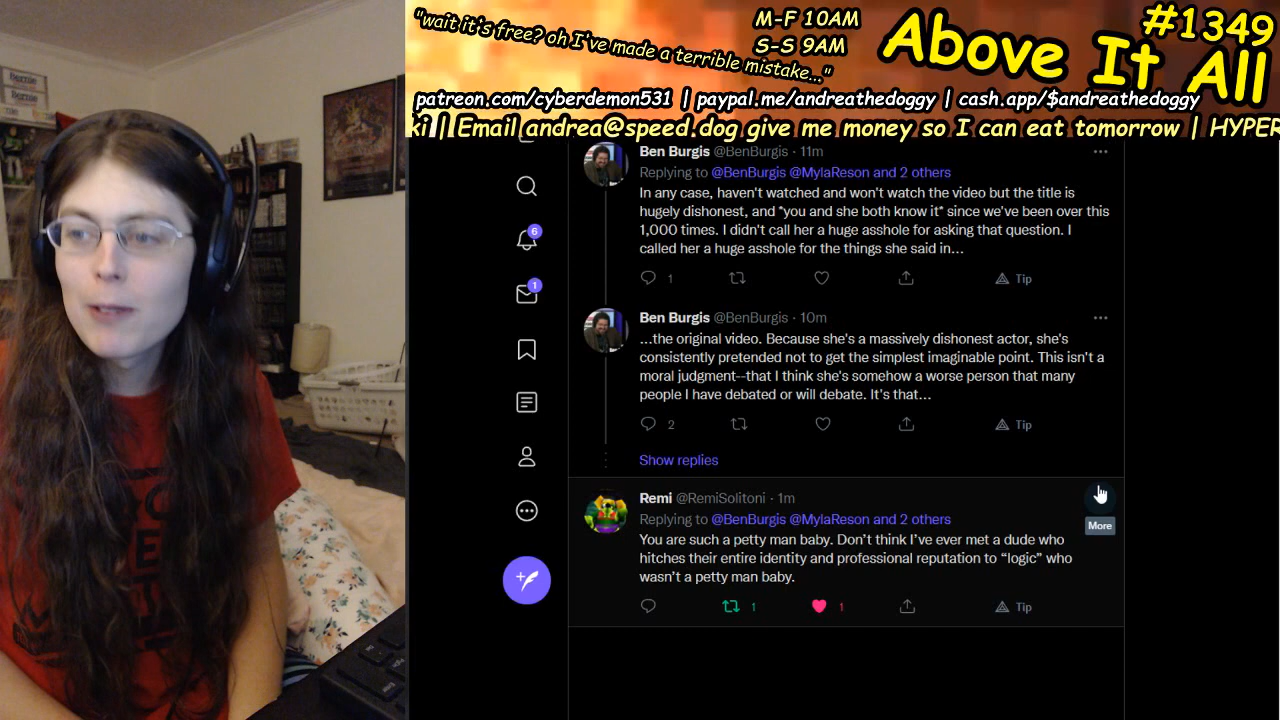 "wait it's free? oh I've made a terrible mistake..."
M-F 10AM
S-S 9AM
Above It All
#1349
patreon.com/cyberdemon531 | paypal.me/andreathedoggy | cash.app/$andreathedoggy
ki | Email andrea@speed.dog give me money so I can eat tomorrow | HYPER
Bernie
Bernie
Ben Burgis @BenBurgis · 11m
Replying to @BenBurgis @MylaReson and 2 others
In any case, haven't watched and won't watch the video but the title is
hugely dishonest, and *you and she both know it* since we've been over this
1,000 times. I didn't call her a huge asshole for asking that question. I
called her a huge asshole for the things she said in...
1
Tip
6
1
Ben Burgis @BenBurgis · 10m
...the original video. Because she's a massively dishonest actor, she's
consistently pretended not to get the simplest imaginable point. This isn't a
moral judgment--that I think she's somehow a worse person that many
people I have debated or will debate. It's that...
2
Tip
Show replies
Remi @RemiSolitoni · 1m
Replying to @BenBurgis @MylaReson and 2 others
More
You are such a petty man baby. Don't think I've ever met a dude who
hitches their entire identity and professional reputation to “logic” who
wasn't a petty man baby.
1
1
Tip